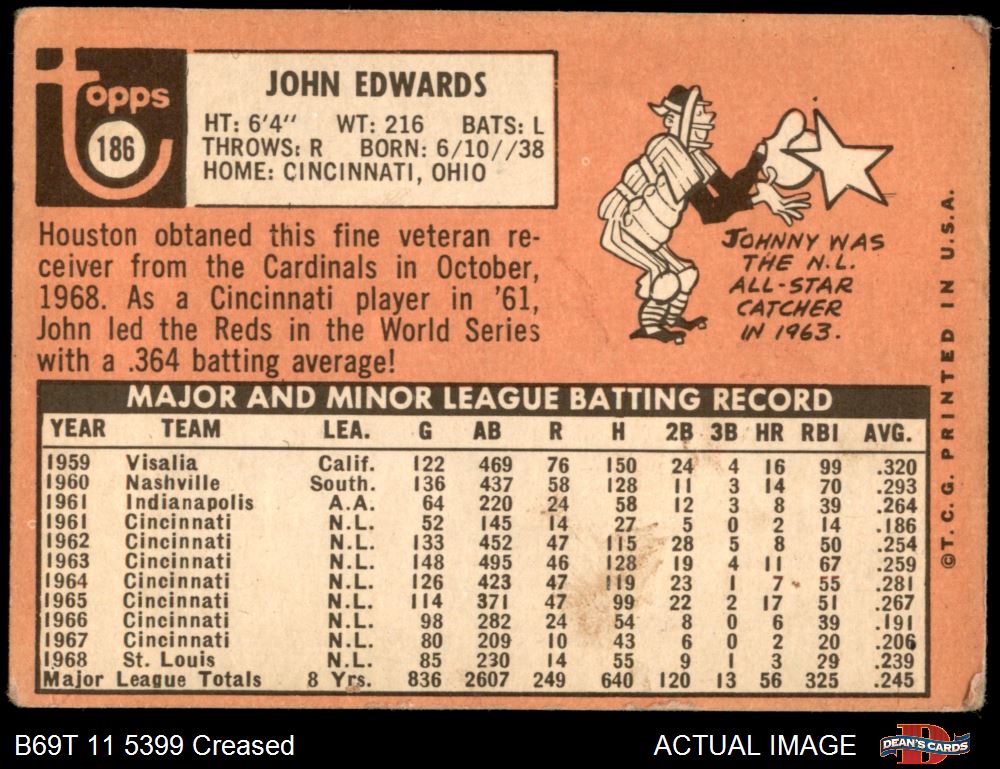 topps
186
JOHN EDWARDS
HT: 6'4" WT: 216 BATS: L
THROWS: R BORN: 6/10//38
HOME: CINCINNATI, OHIO
Houston obtaned this fine veteran re-
ceiver from the Cardinals in October,
1968. As a Cincinnati player in '61,
John led the Reds in the World Series
with a .364 batting average!
JOHNNY WAS
THE N.L.
ALL-STAR
CATCHER
IN 1963.
MAJOR AND MINOR LEAGUE BATTING RECORD
YEAR TEAM LEA. G AB R H 2B 3B HR RBI AVG.
1959 Visalia Calif. 122 469 76 150 24 4 16 99 .320
1960 Nashville South. 136 437 58 128 11 3 14 70 .293
1961 Indianapolis A.A. 64 220 24 58 12 3 8 39 .264
1961 Cincinnati N.L. 52 145 14 27 5 0 2 14 .186
1962 Cincinnati N.L. 133 452 47 115 28 5 8 50 .254
1963 Cincinnati N.L. 148 495 46 128 19 4 11 67 .259
1964 Cincinnati N.L. 126 423 47 119 23 1 7 55 .281
1965 Cincinnati N.L. 114 371 47 99 22 2 17 51 .267
1966 Cincinnati N.L. 98 282 24 54 8 0 6 39 .191
1967 Cincinnati N.L. 80 209 10 43 6 0 2 20 .206
1968 St. Louis N.L. 85 230 14 55 9 1 3 29 .239
Major League Totals 8 Yrs. 836 2607 249 640 120 13 56 325 .245
©T. C. G. PRINTED IN U.S.A.
B69T 11 5399 Creased
ACTUAL IMAGE
DEAN'S CARDS